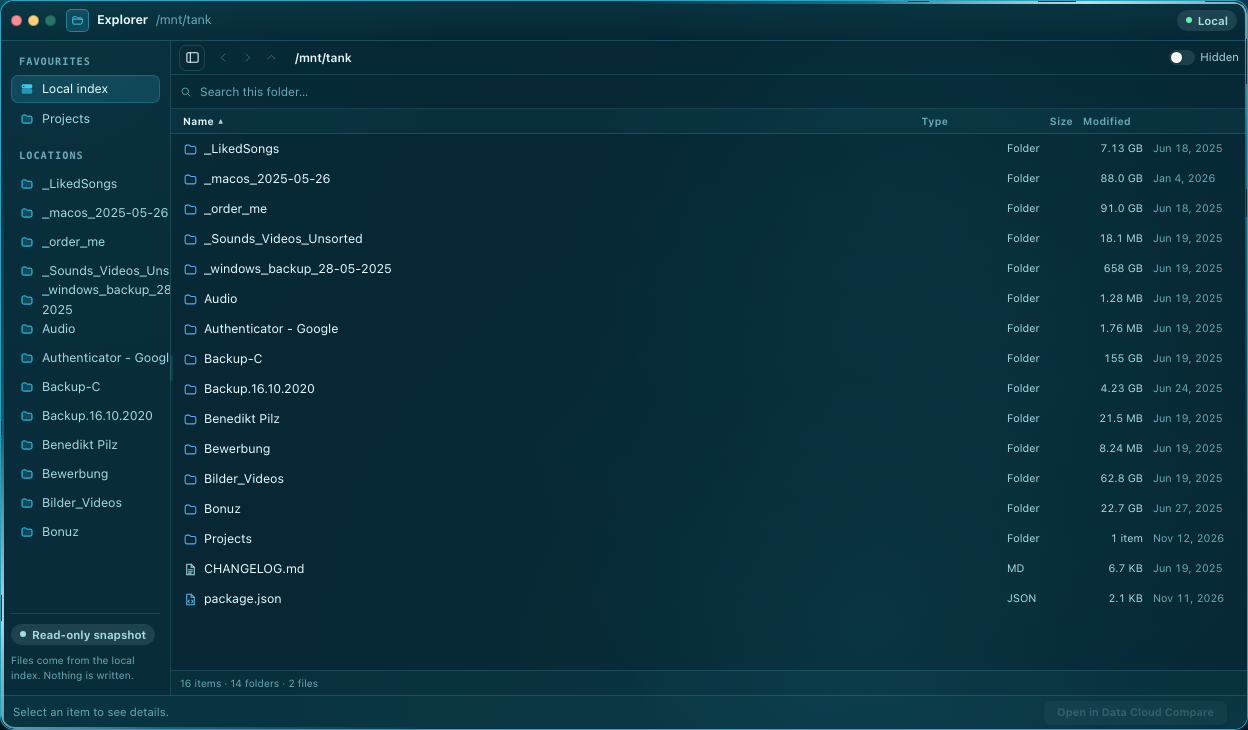 Explorer /mnt/tank
Local
FAVOURITES
Local index
Projects
LOCATIONS
_LikedSongs
_macos_2025-05-26
_order_me
_Sounds_Videos_Uns
_windows_backup_28
2025
Audio
Authenticator - Googl
Backup-C
Backup.16.10.2020
Benedikt Pilz
Bewerbung
Bilder_Videos
Bonuz
Read-only snapshot
Files come from the local
index. Nothing is written.
/mnt/tank
Hidden
Search this folder...
Name Type Size Modified
_LikedSongs Folder 7.13 GB Jun 18, 2025
_macos_2025-05-26 Folder 88.0 GB Jan 4, 2026
_order_me Folder 91.0 GB Jun 18, 2025
_Sounds_Videos_Unsorted Folder 18.1 MB Jun 19, 2025
_windows_backup_28-05-2025 Folder 658 GB Jun 19, 2025
Audio Folder 1.28 MB Jun 19, 2025
Authenticator - Google Folder 1.76 MB Jun 19, 2025
Backup-C Folder 155 GB Jun 19, 2025
Backup.16.10.2020 Folder 4.23 GB Jun 24, 2025
Benedikt Pilz Folder 21.5 MB Jun 19, 2025
Bewerbung Folder 8.24 MB Jun 19, 2025
Bilder_Videos Folder 62.8 GB Jun 19, 2025
Bonuz Folder 22.7 GB Jun 27, 2025
Projects Folder 1 item Nov 12, 2026
CHANGELOG.md MD 6.7 KB Jun 19, 2025
package.json JSON 2.1 KB Nov 11, 2026
16 items · 14 folders · 2 files
Select an item to see details.
Open in Data Cloud Compare